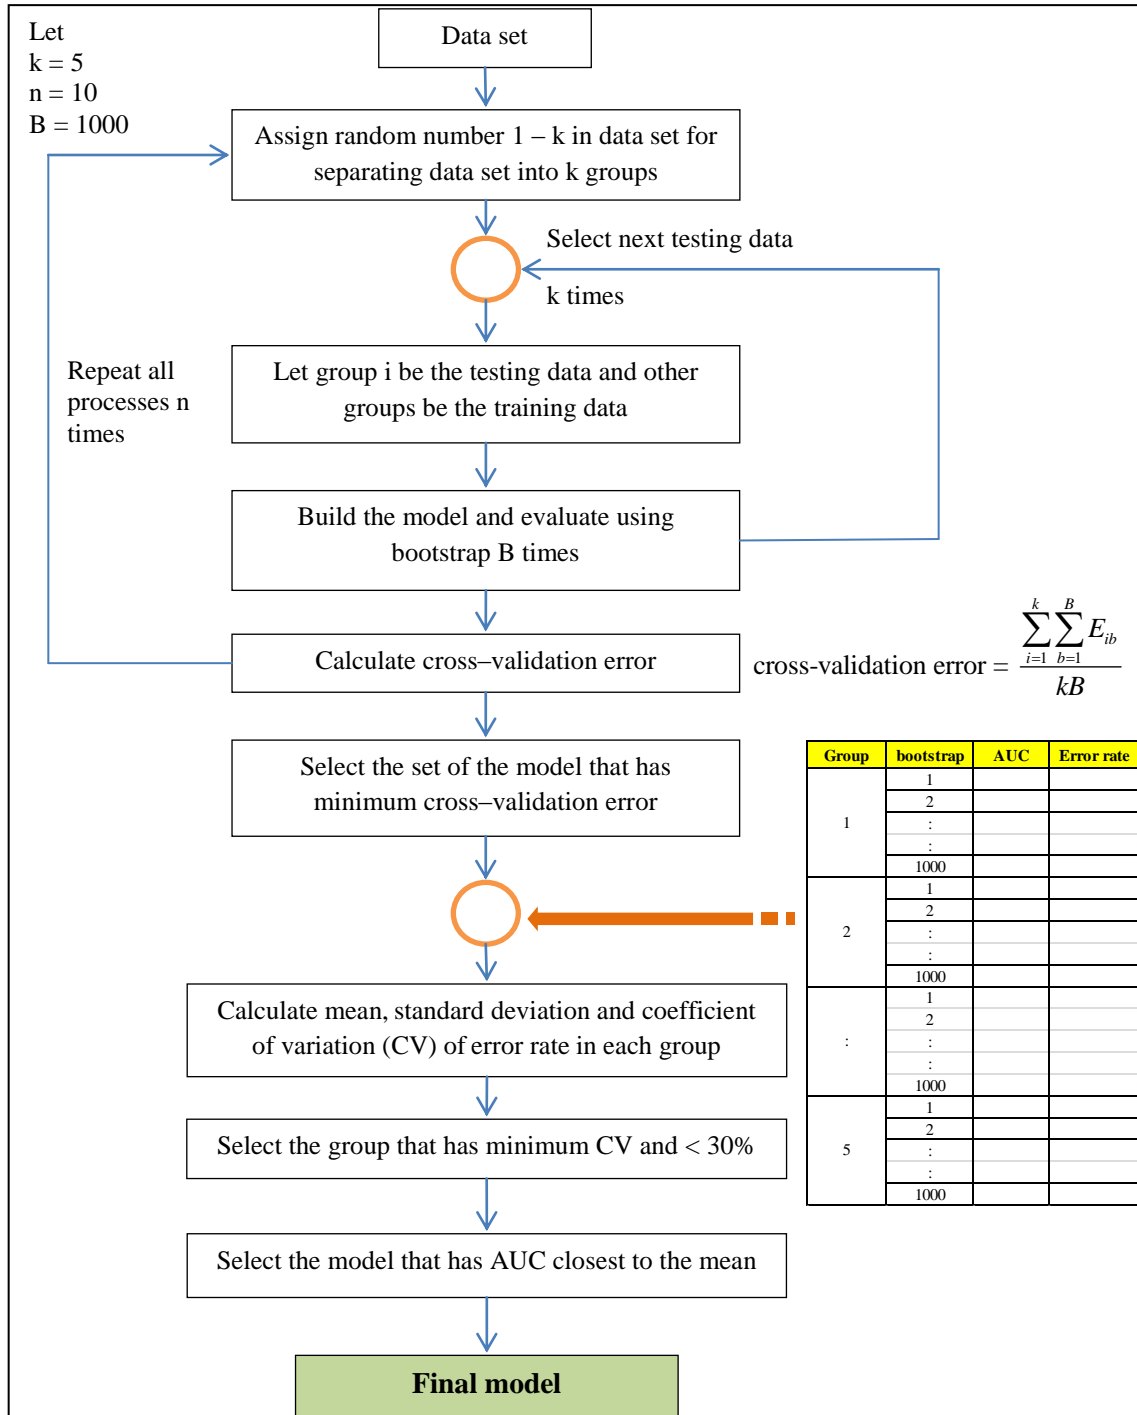 Let
k = 5
n = 10
B = 1000
Data set
Assign random number 1 – k in data set for
separating data set into k groups
Select next testing data
k times
Repeat all
processes n
times
Let group i be the testing data and other
groups be the training data
Build the model and evaluate using
bootstrap B times
Calculate cross–validation error
cross-validation error = \frac{\sum_{i=1}^{k}\sum_{b=1}^{B}E_{ib}}{kB}
Select the set of the model that has
minimum cross–validation error
Group bootstrap AUC Error rate
1
2
1 :
:
1000
1
2
2 :
:
1000
1
2
: :
:
1000
1
2
5 :
:
1000
Calculate mean, standard deviation and coefficient
of variation (CV) of error rate in each group
Select the group that has minimum CV and < 30%
Select the model that has AUC closest to the mean
Final model